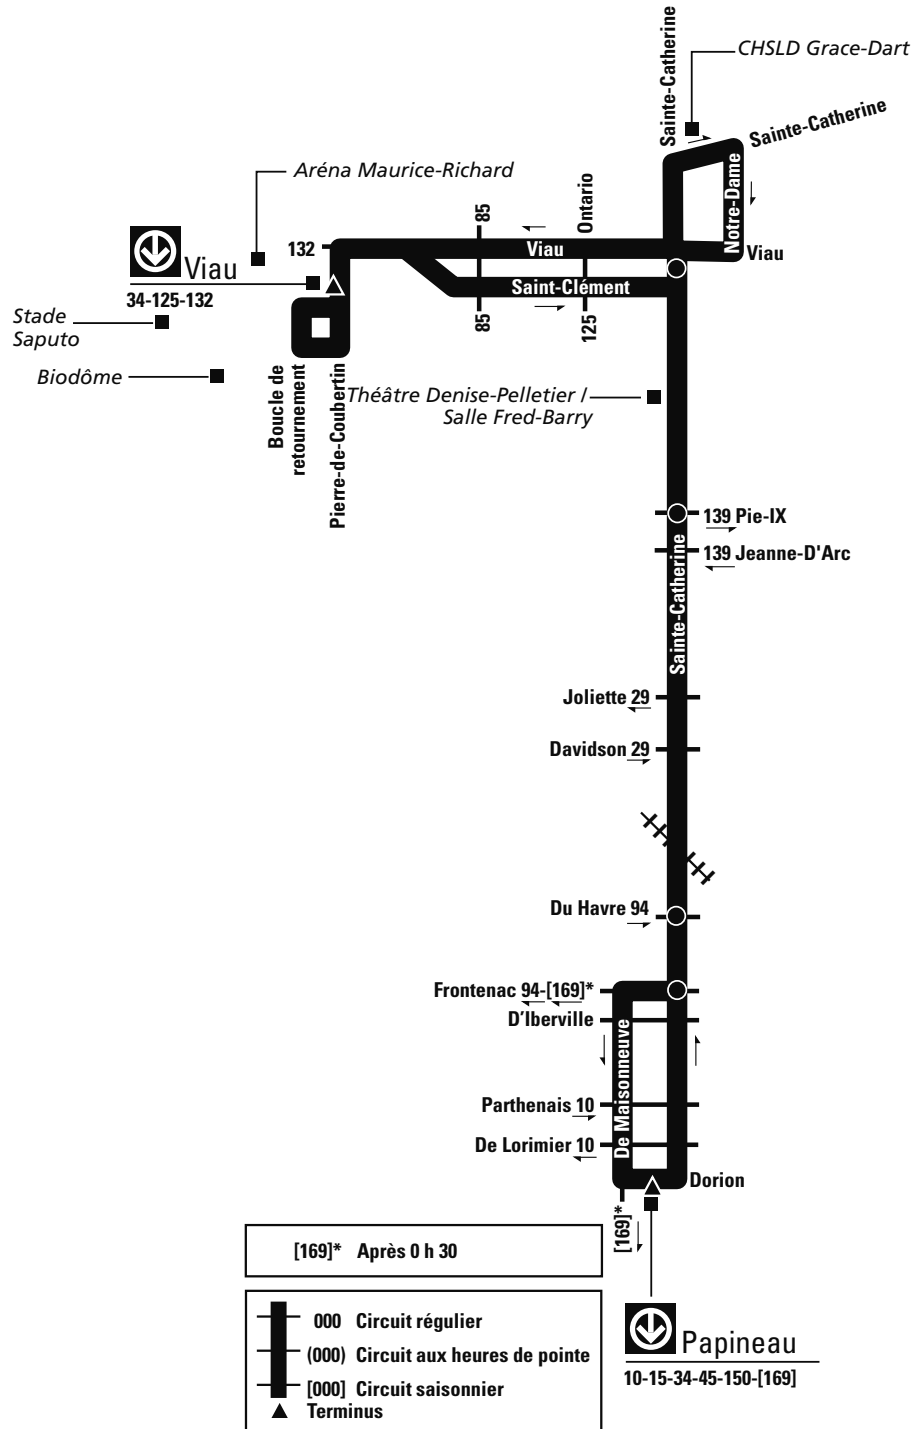 CHSLD Grace-Dart
Sainte-Catherine
Sainte-Catherine
Notre-Dame
Viau
Aréna Maurice-Richard
85
Ontario
132
Viau
Viau
34-125-132
Saint-Clément
85
125
Stade
Saputo
Biodôme
Boucle de
retournement
Pierre-de-Coubertin
Théâtre Denise-Pelletier /
Salle Fred-Barry
139 Pie-IX
139 Jeanne-D'Arc
Sainte-Catherine
Joliette 29
Davidson 29
Du Havre 94
Frontenac 94-[169]*
D'Iberville
De Maisonneuve
Parthenais 10
De Lorimier 10
Dorion
[169]*
[169]* Après 0 h 30
000 Circuit régulier
(000) Circuit aux heures de pointe
[000] Circuit saisonnier
Terminus
Papineau
10-15-34-45-150-[169]